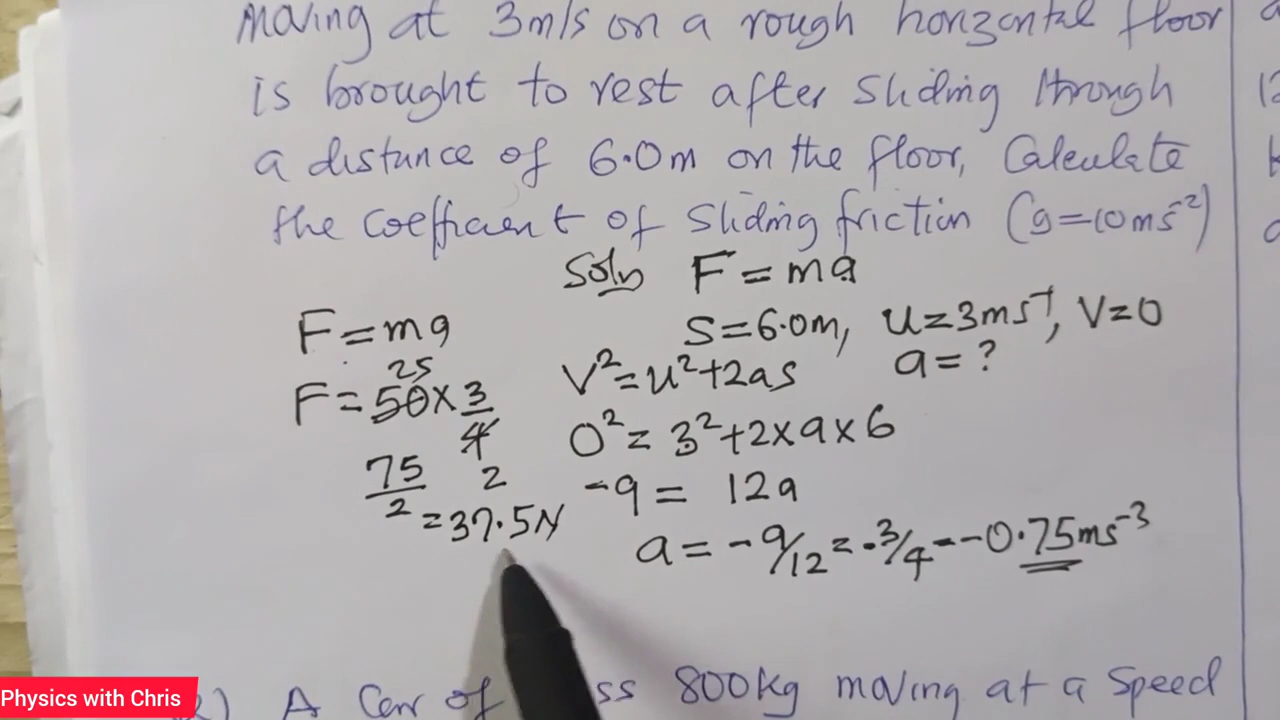 moving at 3m/s on a rough horizontal floor
is brought to rest after sliding through
a distance of 6.0m on the floor, Calculate
the coefficient of sliding friction (g=10ms⁻²)
Soln F = ma
F = ma
S = 6.0m, u=3ms⁻¹, V=0
25
F = 50 × 3/4
2
75/2 = 37.5N
V² = u²+2as a = ?
0² = 3²+2×a×6
-9 = 12a
a = -9/12 = -3/4 = -0.75ms⁻³
A Car of ss 800kg moving at a speed
Physics with Chris